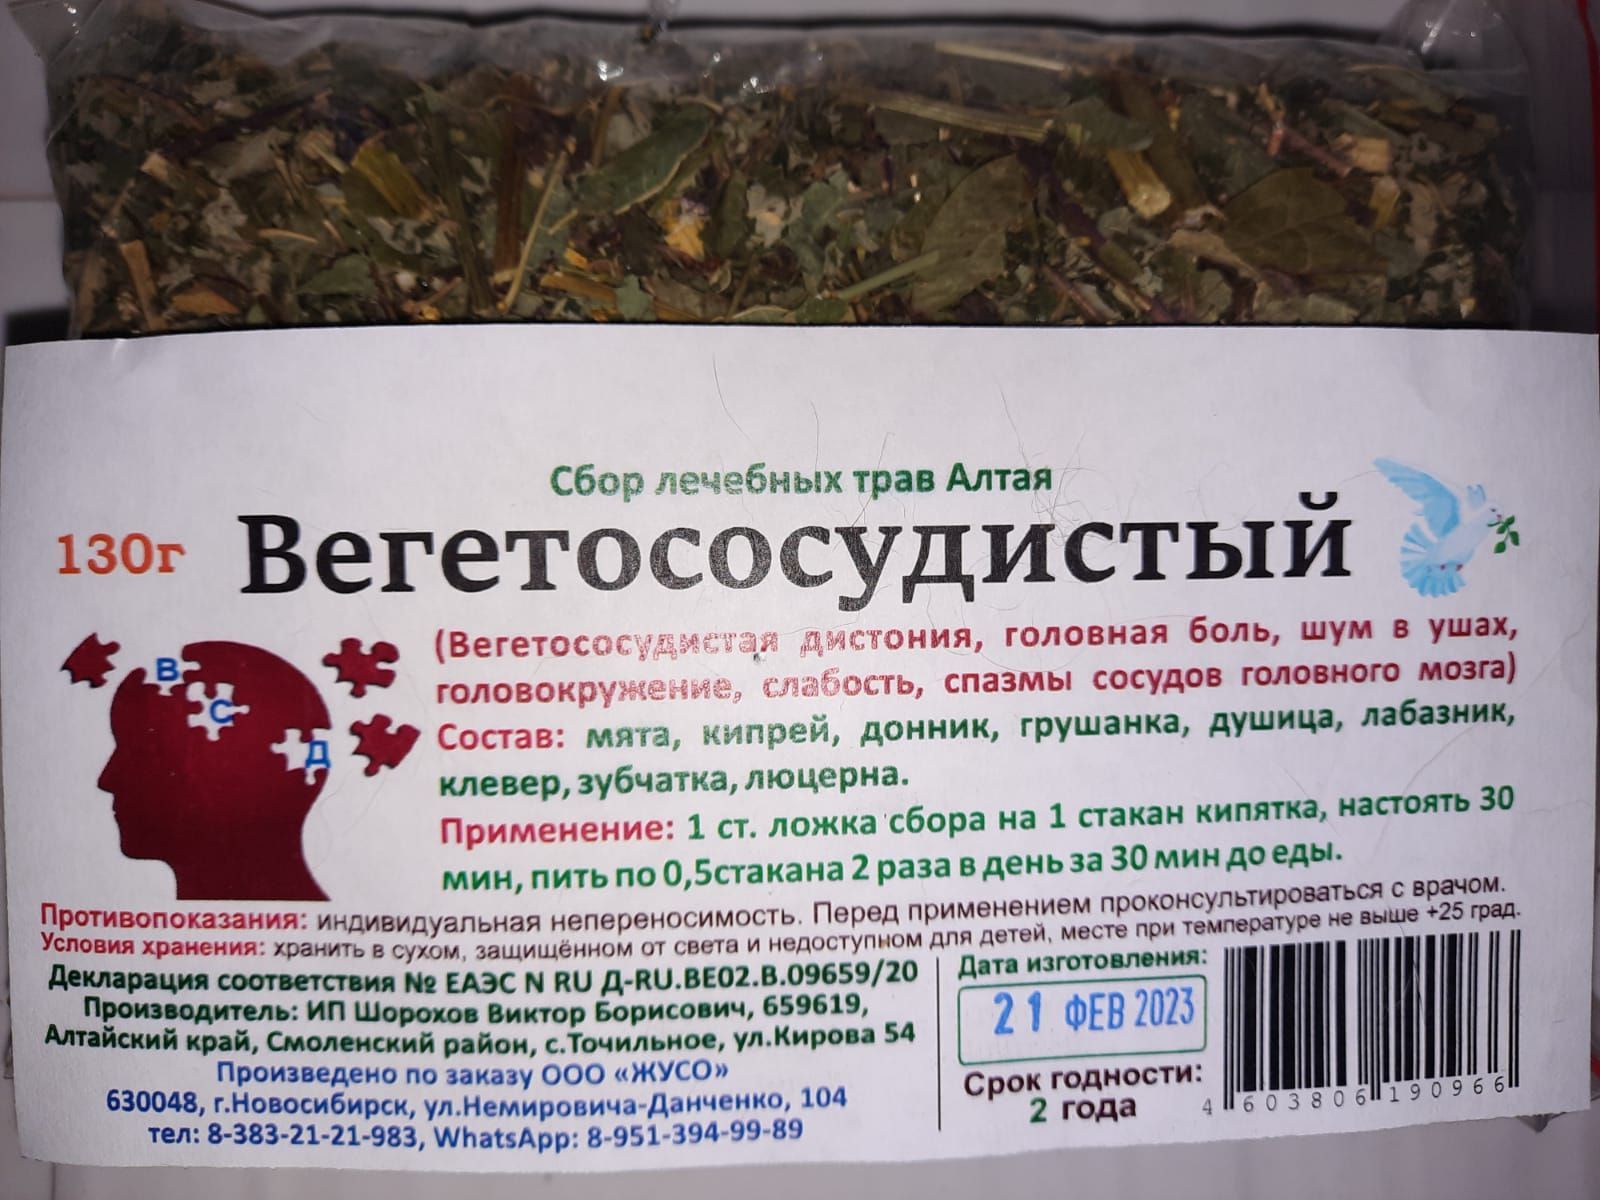 Сбор лечебных трав Алтая
130г Вегетососудистый
(Вегетососудистая дистония, головная боль, шум в ушах,
головокружение, слабость, спазмы сосудов головного мозга)
В
С
Д
Состав: мята, кипрей, донник, грушанка, душица, лабазник,
клевер, зубчатка, люцерна.
Применение: 1 ст. ложка сбора на 1 стакан кипятка, настоять 30
мин, пить по 0,5стакана 2 раза в день за 30 мин до еды.
Противопоказания: индивидуальная непереносимость. Перед применением проконсультироваться с врачом.
Условия хранения: хранить в сухом, защищённом от света и недоступном для детей, месте при температуре не выше +25 град.
Декларация соответствия № ЕАЭС N RU Д-RU.ВЕ02.В.09659/20
Производитель: ИП Шорохов Виктор Борисович, 659619,
Алтайский край, Смоленский район, с.Точильное, ул.Кирова 54
Произведено по заказу ООО «ЖУСО»
630048, г.Новосибирск, ул.Немировича-Данченко, 104
тел: 8-383-21-21-983, WhatsApp: 8-951-394-99-89
Дата изготовления:
21 ФЕВ 2023
Срок годности:
2 года
4 603806 190966